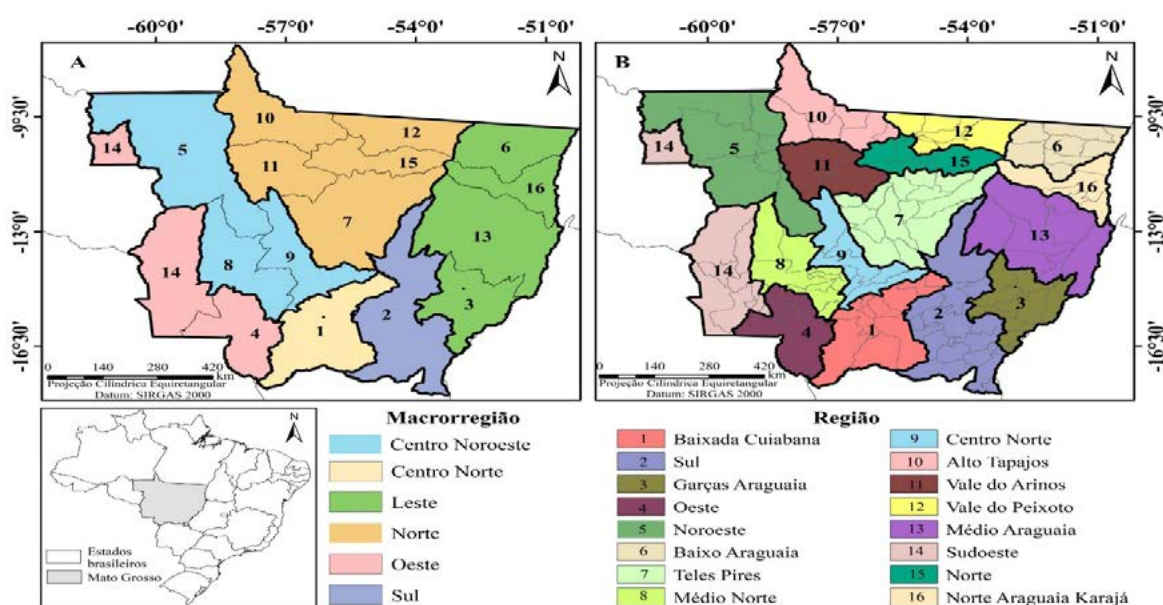 -60°0' -57°0' -54°0' -51°0'
A
N
10
12
5
14
11
15
6
16
7
13
14
8
9
3
4
1
2
0 70 140 280 420
km
Projeção Cilíndrica Equiretangular
Datum: SIRGAS 2000
-60°0' -57°0' -54°0' -51°0'
B
N
-9°30'
-13°0'
-16°30'
10
12
5
14
11
15
6
16
7
13
14
8
9
3
4
1
2
0 70 140 280 420
km
Projeção Cilíndrica Equiretangular
Datum: SIRGAS 2000
-9°30'
-13°0'
-16°30'
N
Estados
brasileiros
Mato Grosso
Macrorregião
Centro Noroeste
Centro Norte
Leste
Norte
Oeste
Sul
Região
1 Baixada Cuiabana
2 Sul
3 Garças Araguaia
4 Oeste
5 Noroeste
6 Baixo Araguaia
7 Teles Pires
8 Médio Norte
9 Centro Norte
10 Alto Tapajos
11 Vale do Arinos
12 Vale do Peixoto
13 Médio Araguaia
14 Sudoeste
15 Norte
16 Norte Araguaia Karajá